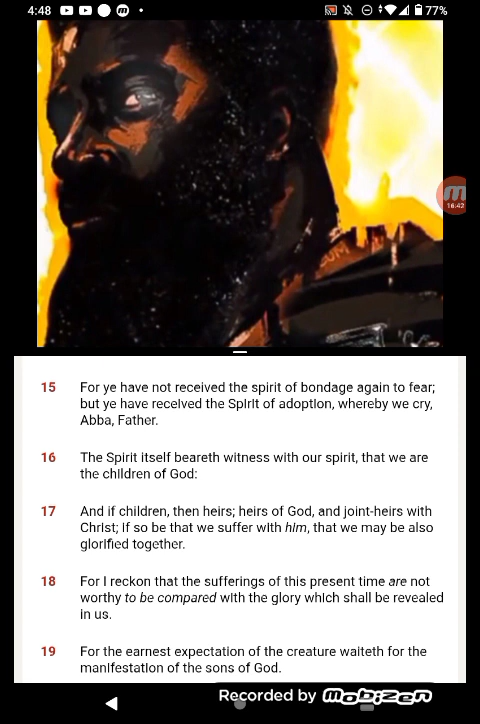 4:48
77%
16:42
15 For ye have not received the spirit of bondage again to fear;
but ye have received the Spirit of adoption, whereby we cry,
Abba, Father.
16 The Spirit itself beareth witness with our spirit, that we are
the children of God:
17 And if children, then heirs; heirs of God, and joint-heirs with
Christ; if so be that we suffer with him, that we may be also
glorified together.
18 For I reckon that the sufferings of this present time are not
worthy to be compared with the glory which shall be revealed
in us.
19 For the earnest expectation of the creature waiteth for the
manifestation of the sons of God.
Recorded by mobizen